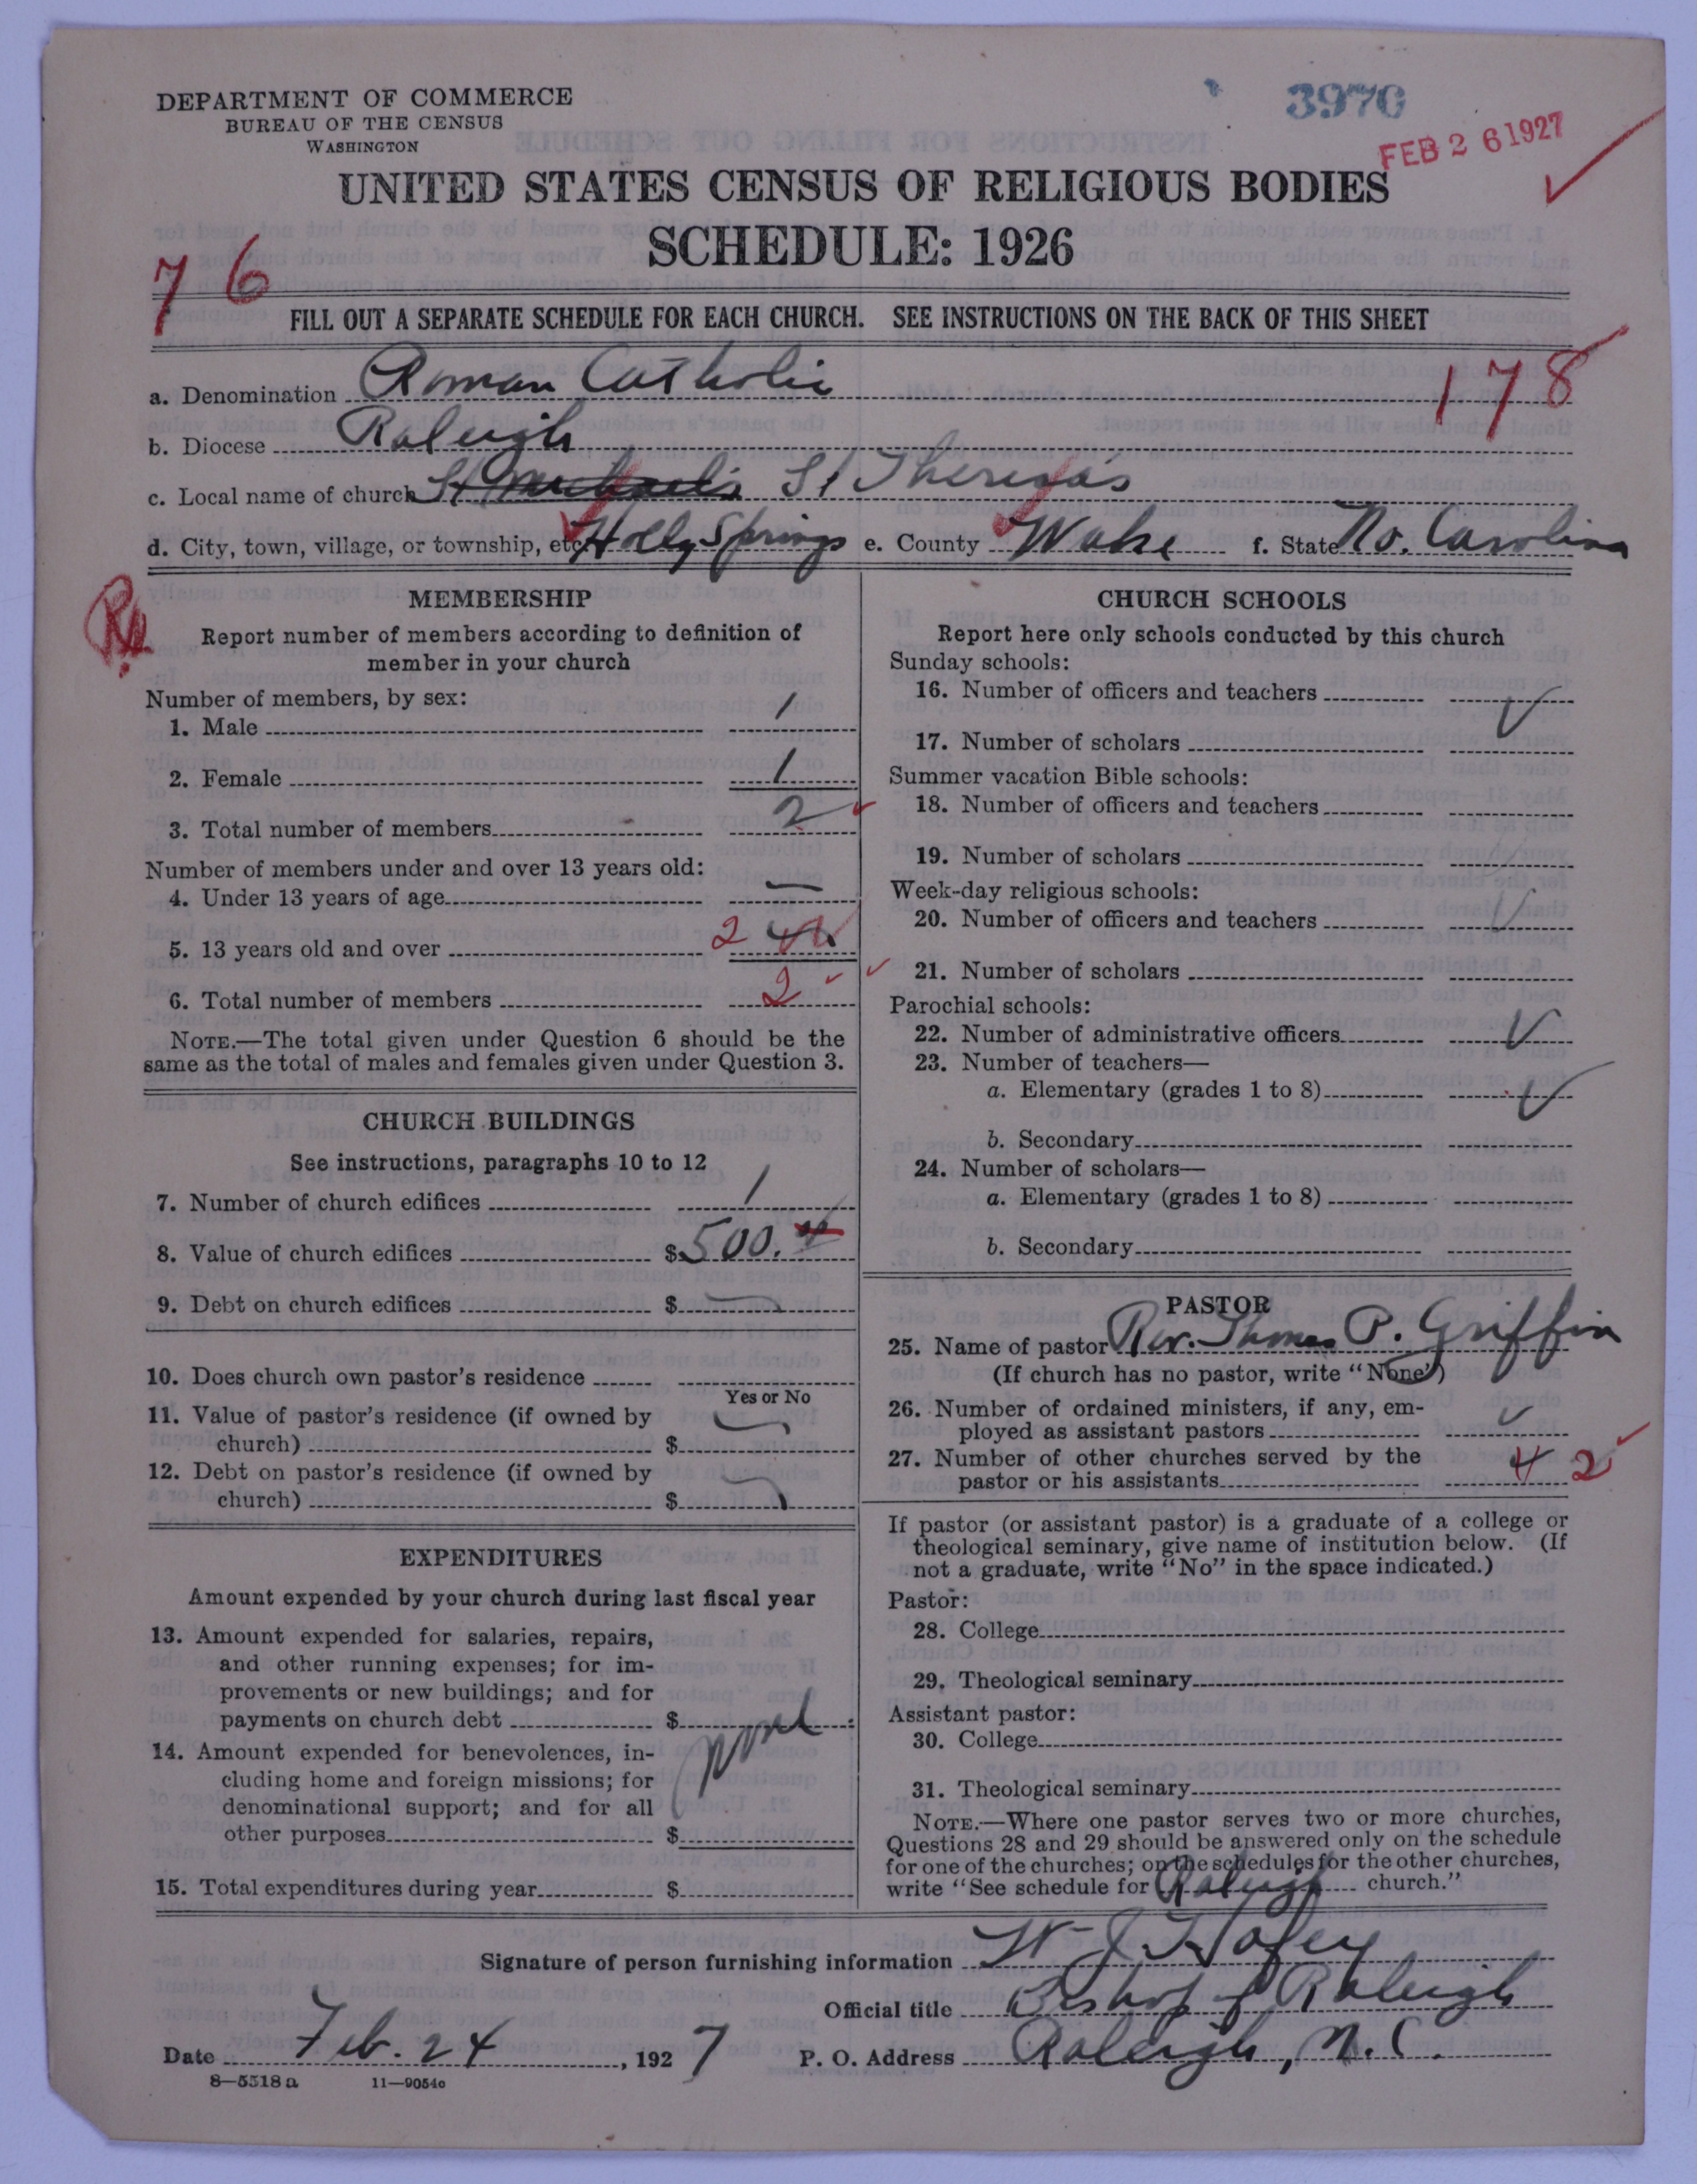 DEPARTMENT OF COMMERCE
BUREAU OF THE CENSUS
WASHINGTON
3970
FEB 26 1927
UNITED STATES CENSUS OF RELIGIOUS BODIES
SCHEDULE: 1926
76
FILL OUT A SEPARATE SCHEDULE FOR EACH CHURCH. SEE INSTRUCTIONS ON THE BACK OF THIS SHEET
178
a. Denomination Roman Catholic
b. Diocese Raleigh
c. Local name of church St Michael's St Theresa's
d. City, town, village, or township, etc. Holly Springs e. County Wake f. State No. Carolina
MEMBERSHIP
Report number of members according to definition of
member in your church
Number of members, by sex:
1. Male 1
2. Female 1
3. Total number of members 2
Number of members under and over 13 years old:
4. Under 13 years of age —
5. 13 years old and over 2
6. Total number of members 2
NOTE.—The total given under Question 6 should be the
same as the total of males and females given under Question 3.
CHURCH BUILDINGS
See instructions, paragraphs 10 to 12
7. Number of church edifices 1
8. Value of church edifices $500.
9. Debt on church edifices $ —
10. Does church own pastor's residence
Yes or No
11. Value of pastor's residence (if owned by
church) $ —
12. Debt on pastor's residence (if owned by
church) $ —
EXPENDITURES
Amount expended by your church during last fiscal year
13. Amount expended for salaries, repairs,
and other running expenses; for im-
provements or new buildings; and for
payments on church debt $
none
14. Amount expended for benevolences, in-
cluding home and foreign missions; for
denominational support; and for all
other purposes $
15. Total expenditures during year $
CHURCH SCHOOLS
Report here only schools conducted by this church
Sunday schools:
16. Number of officers and teachers
17. Number of scholars
Summer vacation Bible schools:
18. Number of officers and teachers
19. Number of scholars
Week-day religious schools:
20. Number of officers and teachers
21. Number of scholars
Parochial schools:
22. Number of administrative officers
23. Number of teachers—
a. Elementary (grades 1 to 8)
b. Secondary
24. Number of scholars—
a. Elementary (grades 1 to 8)
b. Secondary
PASTOR
25. Name of pastor Rev. Thomas P. Griffin
(If church has no pastor, write "None")
26. Number of ordained ministers, if any, em-
ployed as assistant pastors
27. Number of other churches served by the
pastor or his assistants 4 2
If pastor (or assistant pastor) is a graduate of a college or
theological seminary, give name of institution below. (If
not a graduate, write "No" in the space indicated.)
Pastor:
28. College
29. Theological seminary
Assistant pastor:
30. College
31. Theological seminary
NOTE.—Where one pastor serves two or more churches,
Questions 28 and 29 should be answered only on the schedule
for one of the churches; on the schedules for the other churches,
write "See schedule for Raleigh church."
Signature of person furnishing information W J Hafey
Official title Bishop of Raleigh
Date Feb. 24, 1927 P. O. Address Raleigh, N.C.
8—5518 a 11—9054c